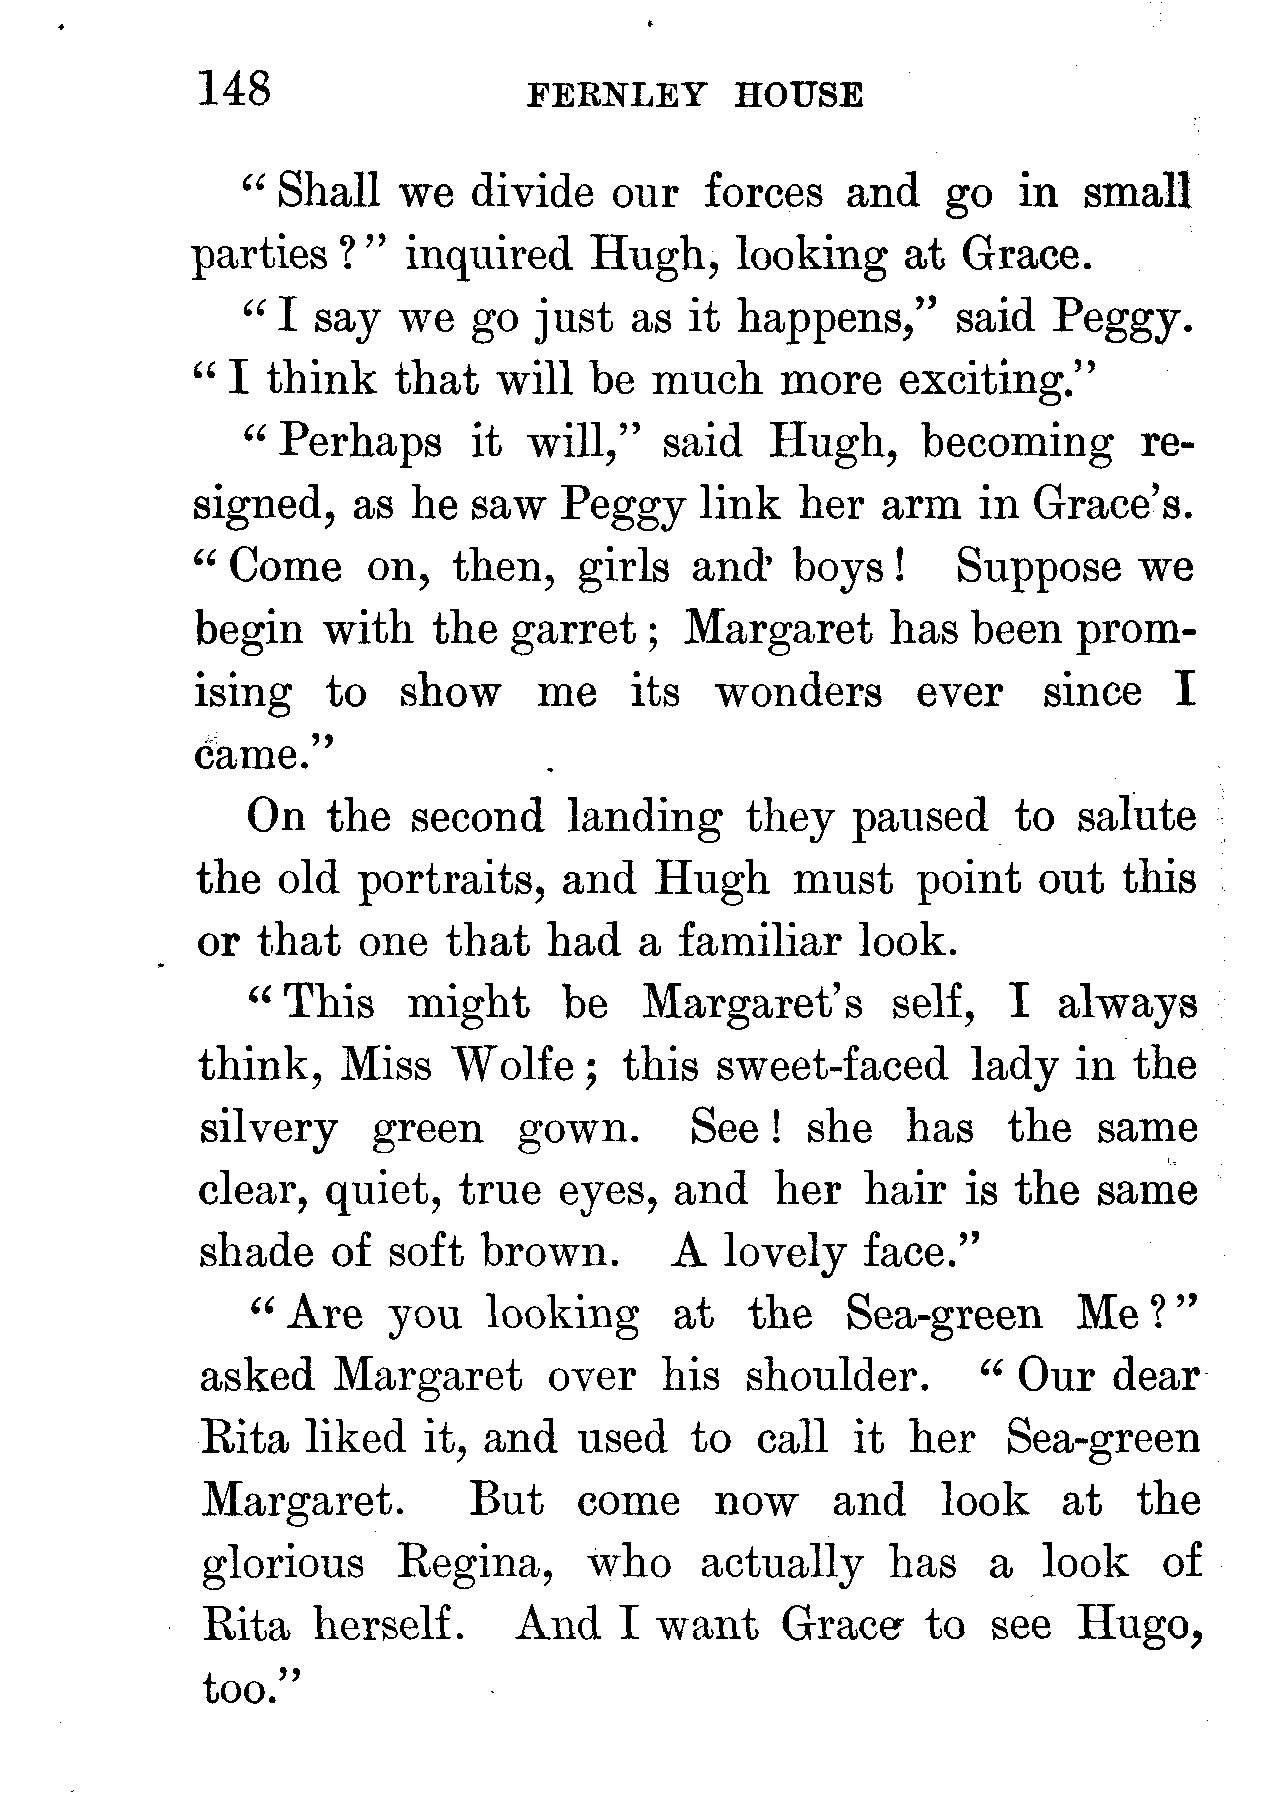 148 FERNLEY HOUSE
“Shall we divide our forces and go in small
parties?” inquired Hugh, looking at Grace.
“I say we go just as it happens,” said Peggy.
“I think that will be much more exciting.”
“Perhaps it will,” said Hugh, becoming re-
signed, as he saw Peggy link her arm in Grace’s.
“Come on, then, girls and boys! Suppose we
begin with the garret; Margaret has been prom-
ising to show me its wonders ever since I
came.”
On the second landing they paused to salute
the old portraits, and Hugh must point out this
or that one that had a familiar look.
“This might be Margaret’s self, I always
think, Miss Wolfe; this sweet-faced lady in the
silvery green gown. See! she has the same
clear, quiet, true eyes, and her hair is the same
shade of soft brown. A lovely face.”
“Are you looking at the Sea-green Me?”
asked Margaret over his shoulder. “Our dear
Rita liked it, and used to call it her Sea-green
Margaret. But come now and look at the
glorious Regina, who actually has a look of
Rita herself. And I want Grace to see Hugo,
too.”